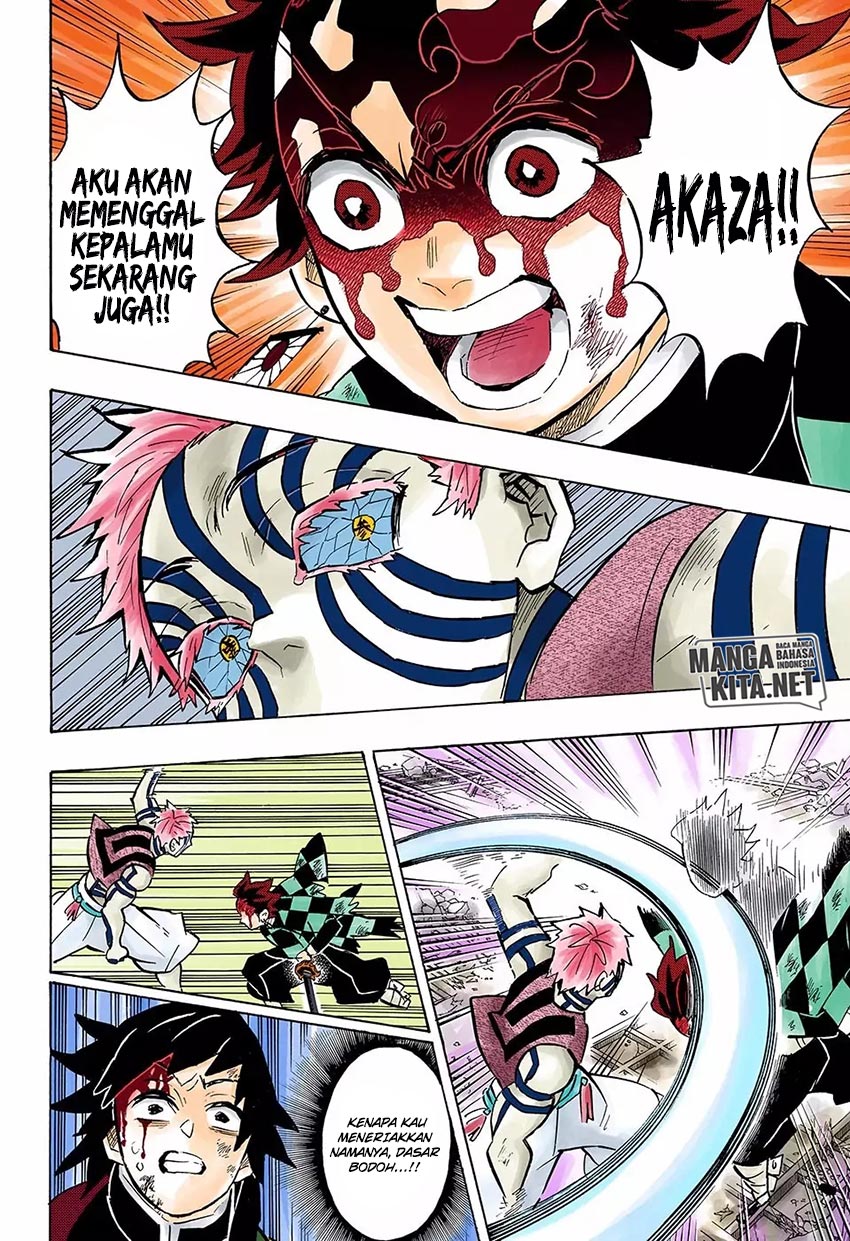 AKAZA!!
AKU AKAN
MEMENGGAL
KEPALAMU
SEKARANG
JUGA!!
参
MANGA
KITA.NET
BACA MANGA
BAHASA
INDONESIA
KENAPA KAU
MENERIAKKAN
NAMANYA, DASAR
BODOH...!!